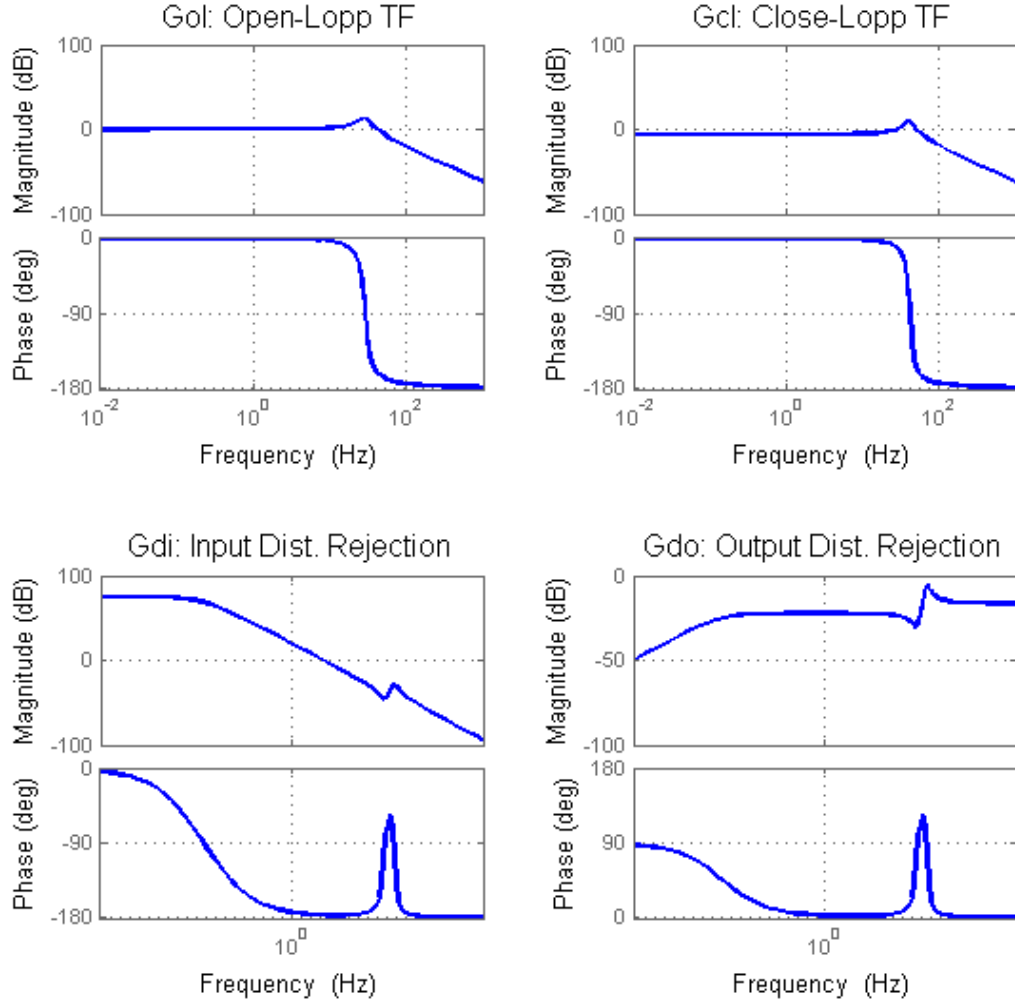 Gol: Open-Lopp TF
Magnitude (dB)
100
0
-100
Phase (deg)
0
-90
-180
10^-2
10^0
10^2
Frequency (Hz)
Gcl: Close-Lopp TF
Magnitude (dB)
100
0
-100
Phase (deg)
0
-90
-180
10^-2
10^0
10^2
Frequency (Hz)
Gdi: Input Dist. Rejection
Magnitude (dB)
100
0
-100
Phase (deg)
0
-90
-180
10^0
Frequency (Hz)
Gdo: Output Dist. Rejection
Magnitude (dB)
0
-50
-100
Phase (deg)
180
90
0
10^0
Frequency (Hz)